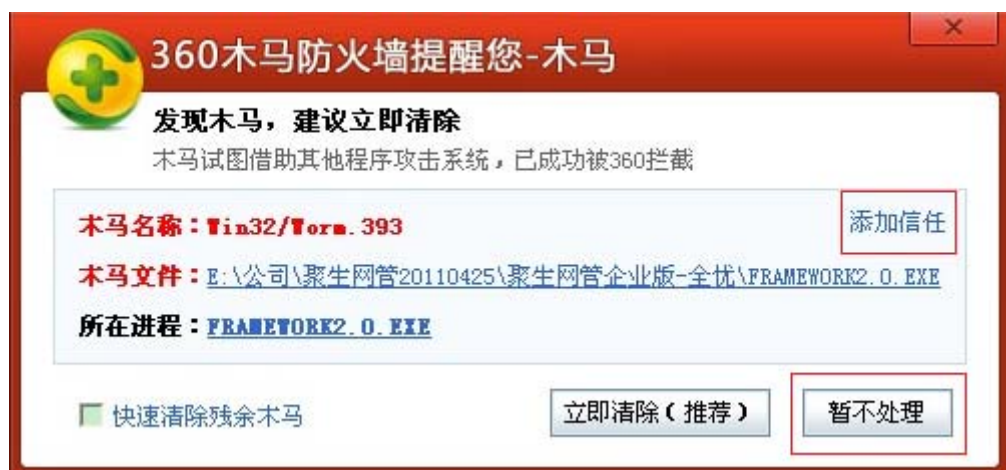 360木马防火墙提醒您-木马
发现木马，建议立即清除
木马试图借助其他程序攻击系统，已成功被360拦截
木马名称：Win32/Worm.393 添加信任
木马文件：E:\公司\聚生网管20110425\聚生网管企业版-全优\FRAMEWORK2.0.EXE
所在进程：FRAMEWORK2.0.EXE
快速清除残余木马 立即清除(推荐) 暂不处理